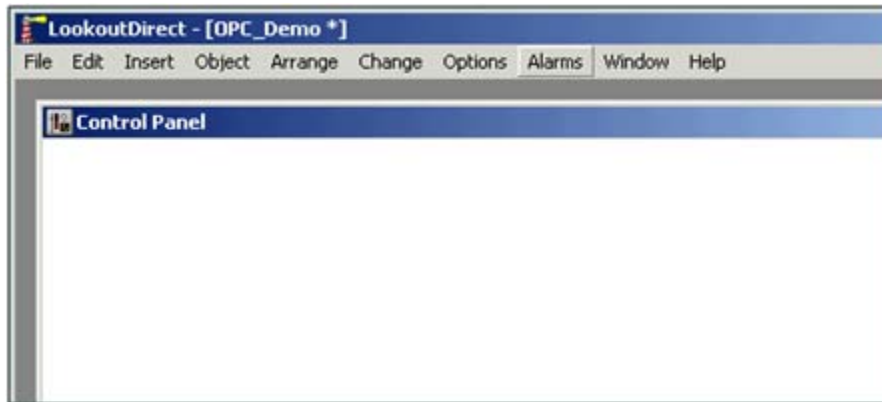 LookoutDirect - [OPC_Demo *]
File Edit Insert Object Arrange Change Options Alarms Window Help
Control Panel